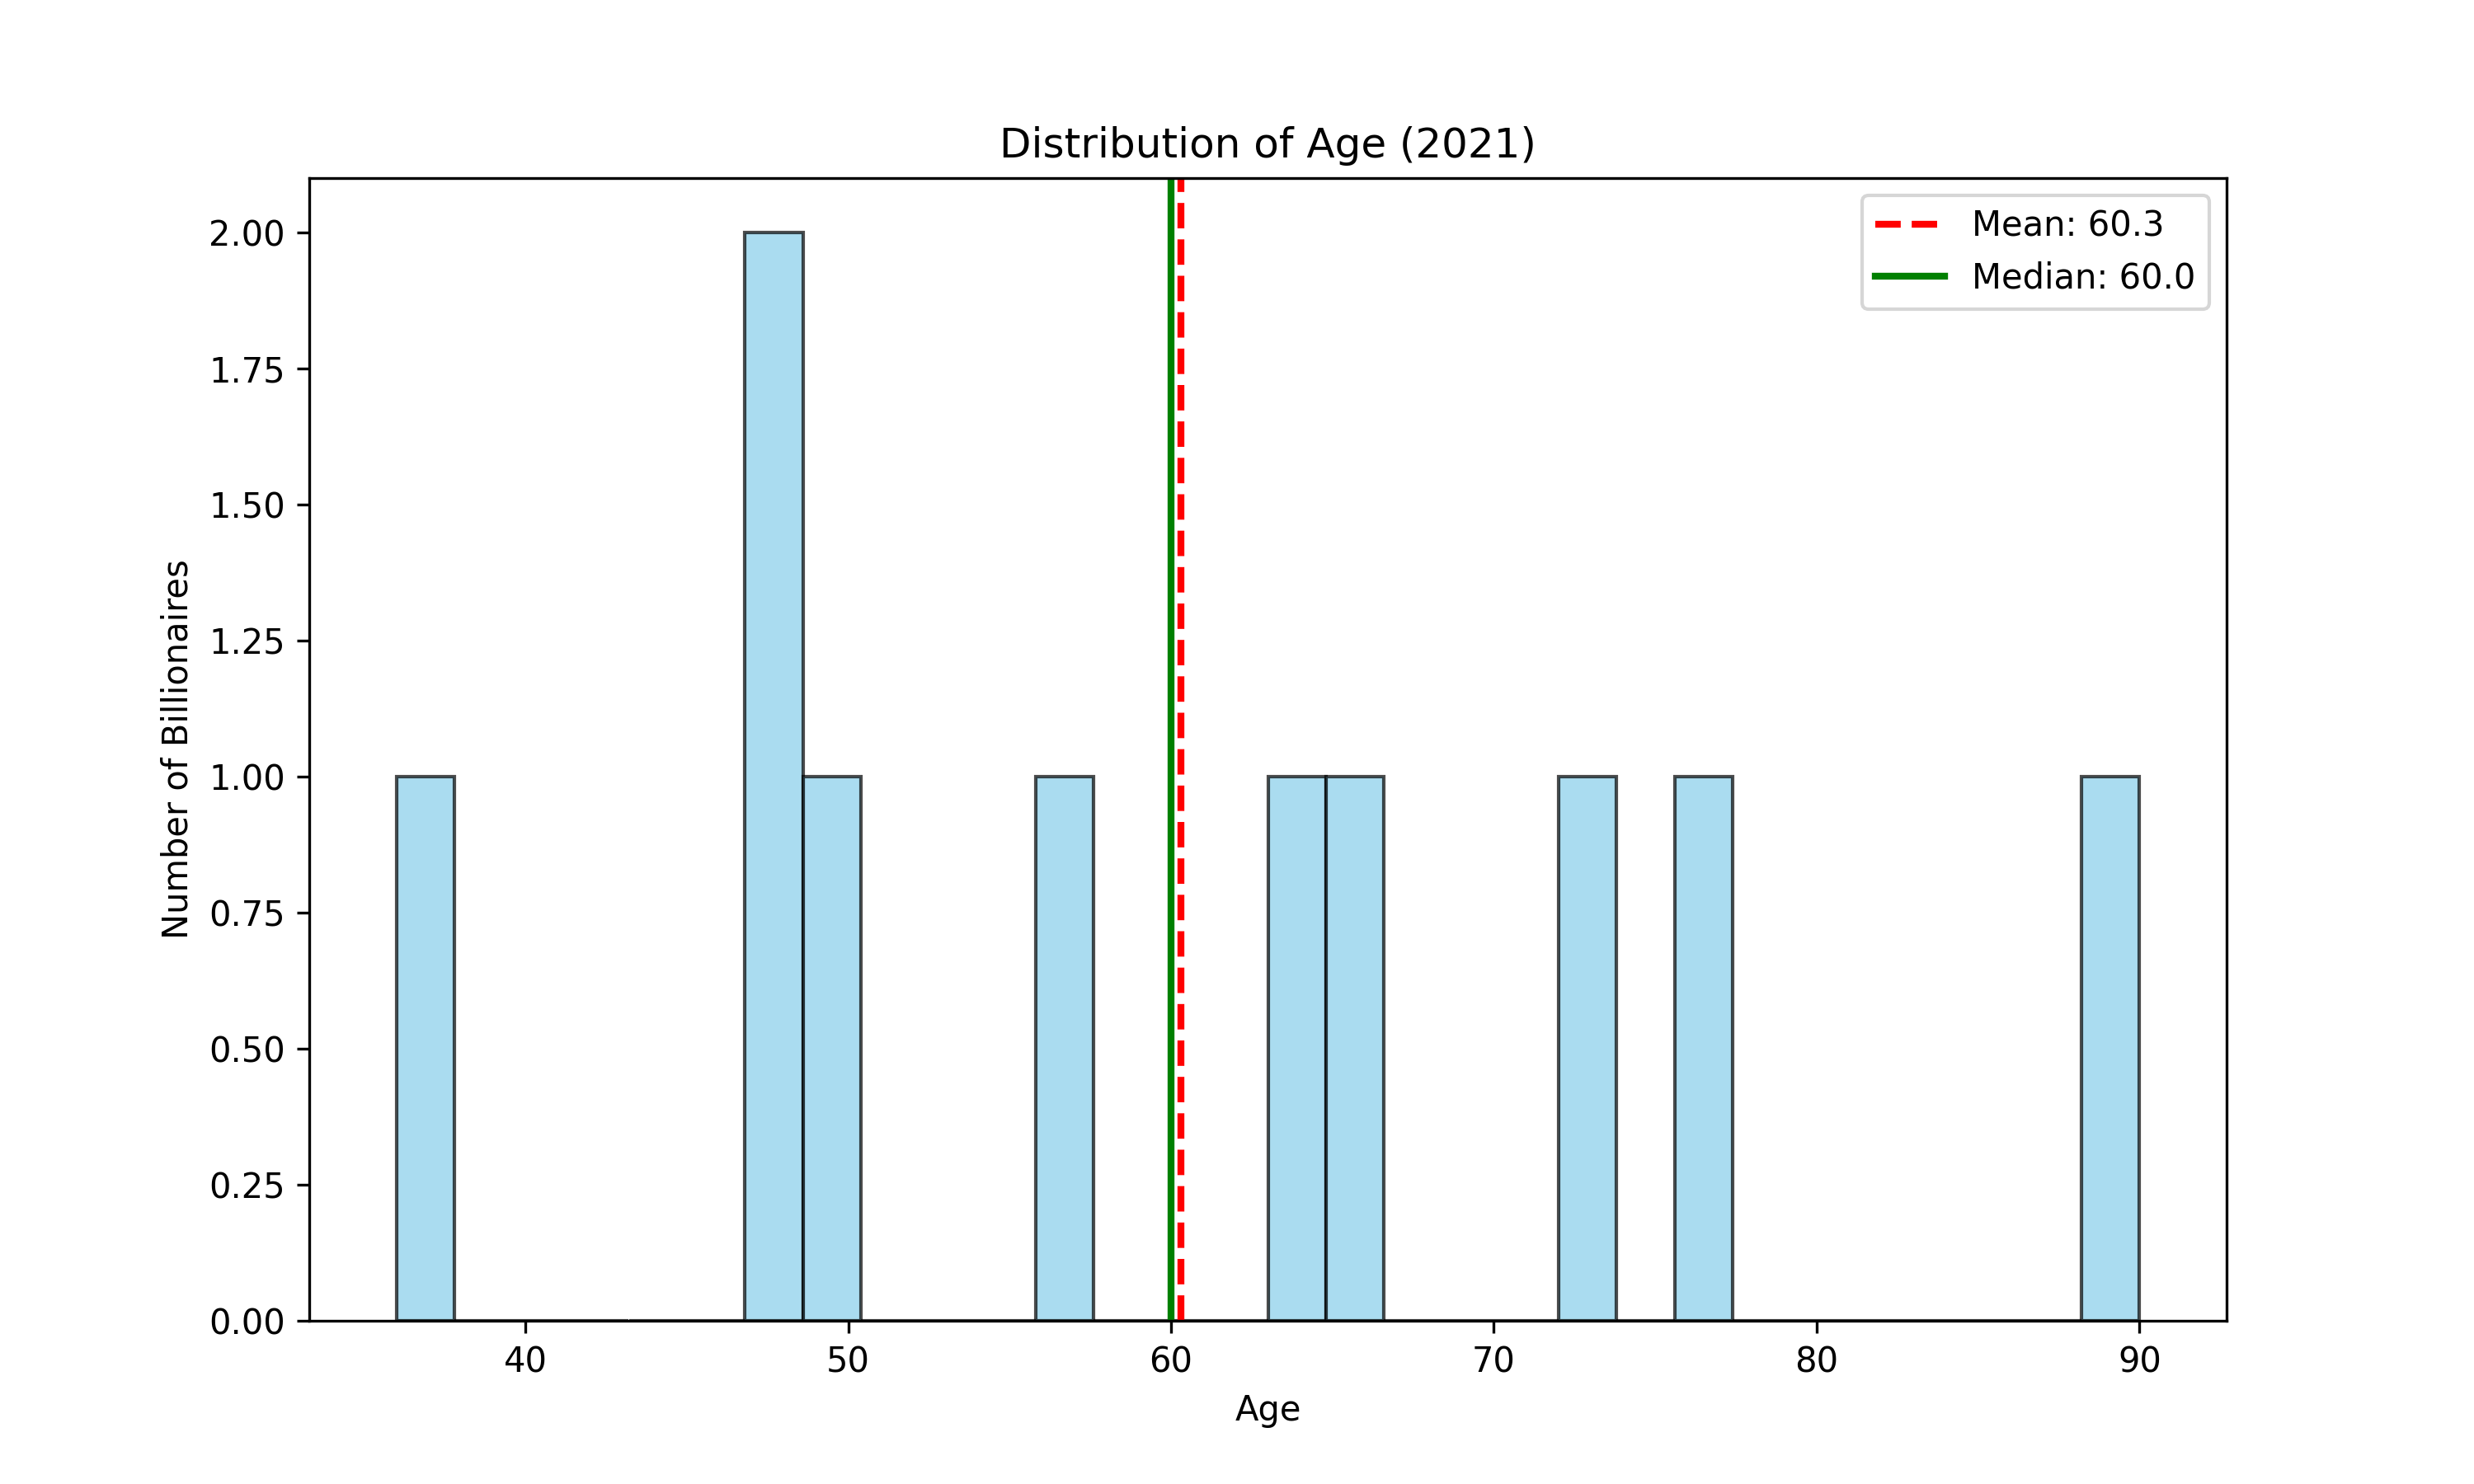 Distribution of Age (2021)
Mean: 60.3
Median: 60.0
Number of Billionaires
2.00
1.75
1.50
1.25
1.00
0.75
0.50
0.25
0.00
40 50 60 70 80 90
Age